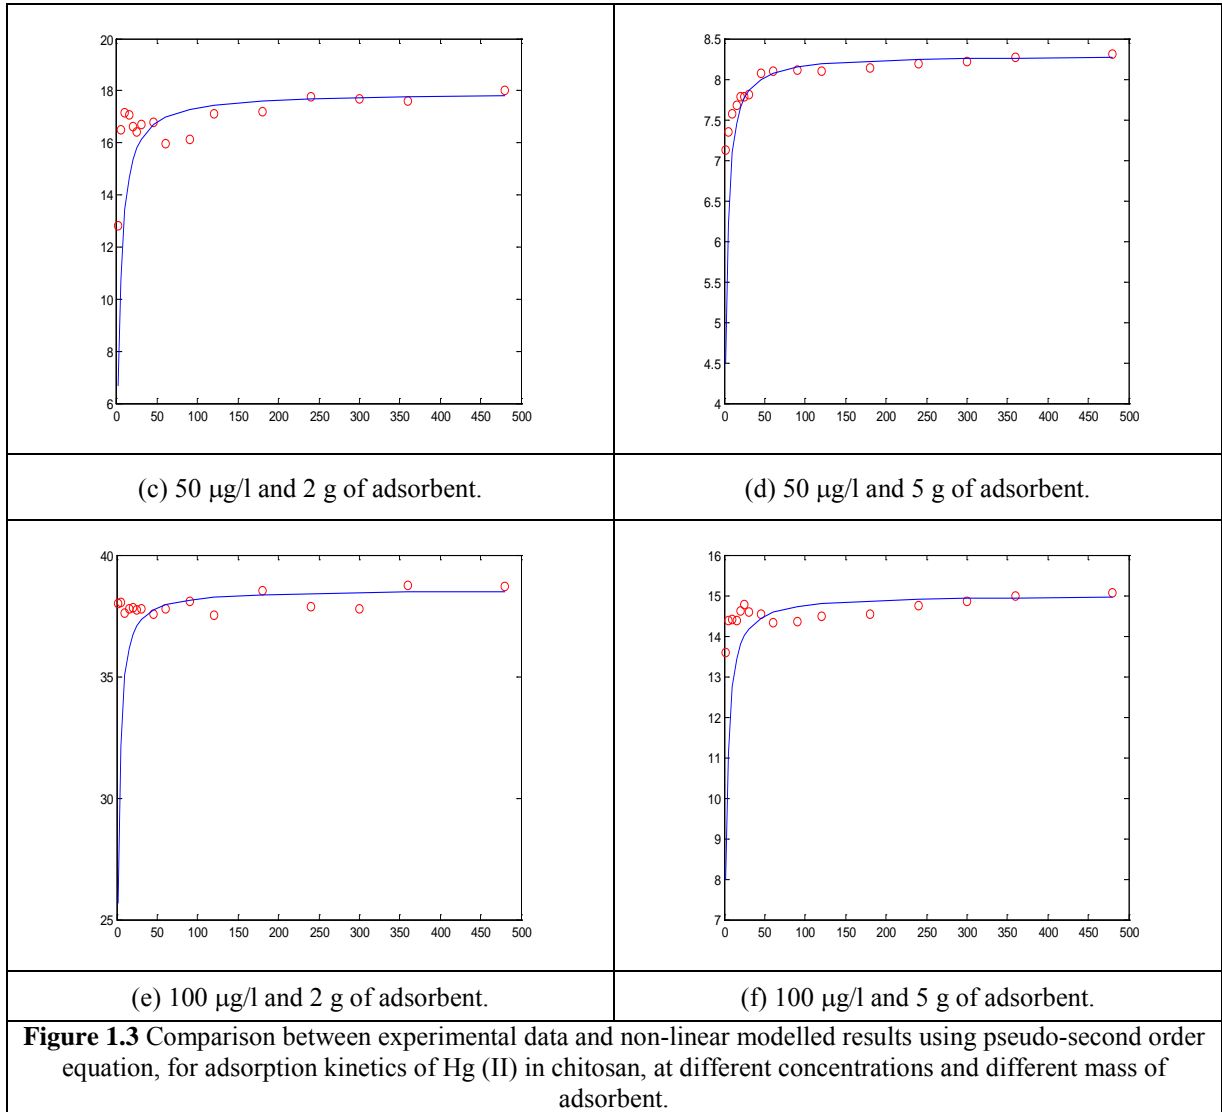 20
18
16
14
12
10
8
6
0 50 100 150 200 250 300 350 400 450 500
8.5
8
7.5
7
6.5
6
5.5
5
4.5
4
0 50 100 150 200 250 300 350 400 450 500
(c) 50 μg/l and 2 g of adsorbent.
(d) 50 μg/l and 5 g of adsorbent.
40
35
30
25
0 50 100 150 200 250 300 350 400 450 500
16
15
14
13
12
11
10
9
8
7
0 50 100 150 200 250 300 350 400 450 500
(e) 100 μg/l and 2 g of adsorbent.
(f) 100 μg/l and 5 g of adsorbent.
Figure 1.3 Comparison between experimental data and non-linear modelled results using pseudo-second order
equation, for adsorption kinetics of Hg (II) in chitosan, at different concentrations and different mass of
adsorbent.